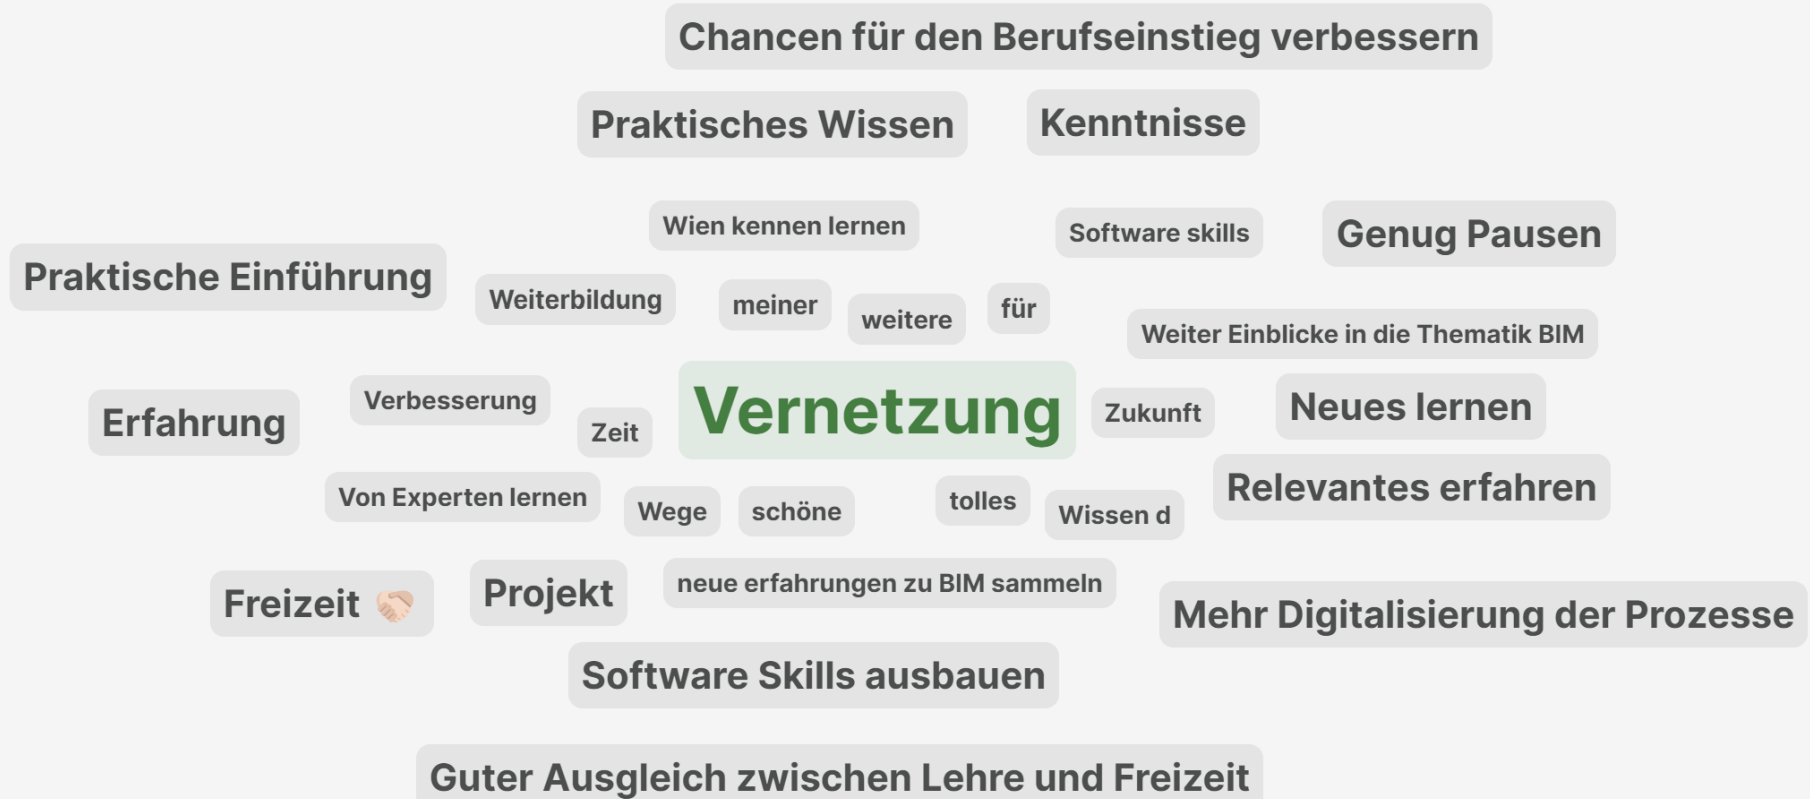 Chancen für den Berufseinstieg verbessern
Praktisches Wissen
Kenntnisse
Wien kennen lernen
Software skills
Genug Pausen
Praktische Einführung
Weiterbildung
meiner
weitere
für
Weiter Einblicke in die Thematik BIM
Erfahrung
Verbesserung
Zeit
Vernetzung
Zukunft
Neues lernen
Von Experten lernen
Wege
schöne
tolles
Wissen d
Relevantes erfahren
Freizeit 🤝🏻
Projekt
neue erfahrungen zu BIM sammeln
Mehr Digitalisierung der Prozesse
Software Skills ausbauen
Guter Ausgleich zwischen Lehre und Freizeit